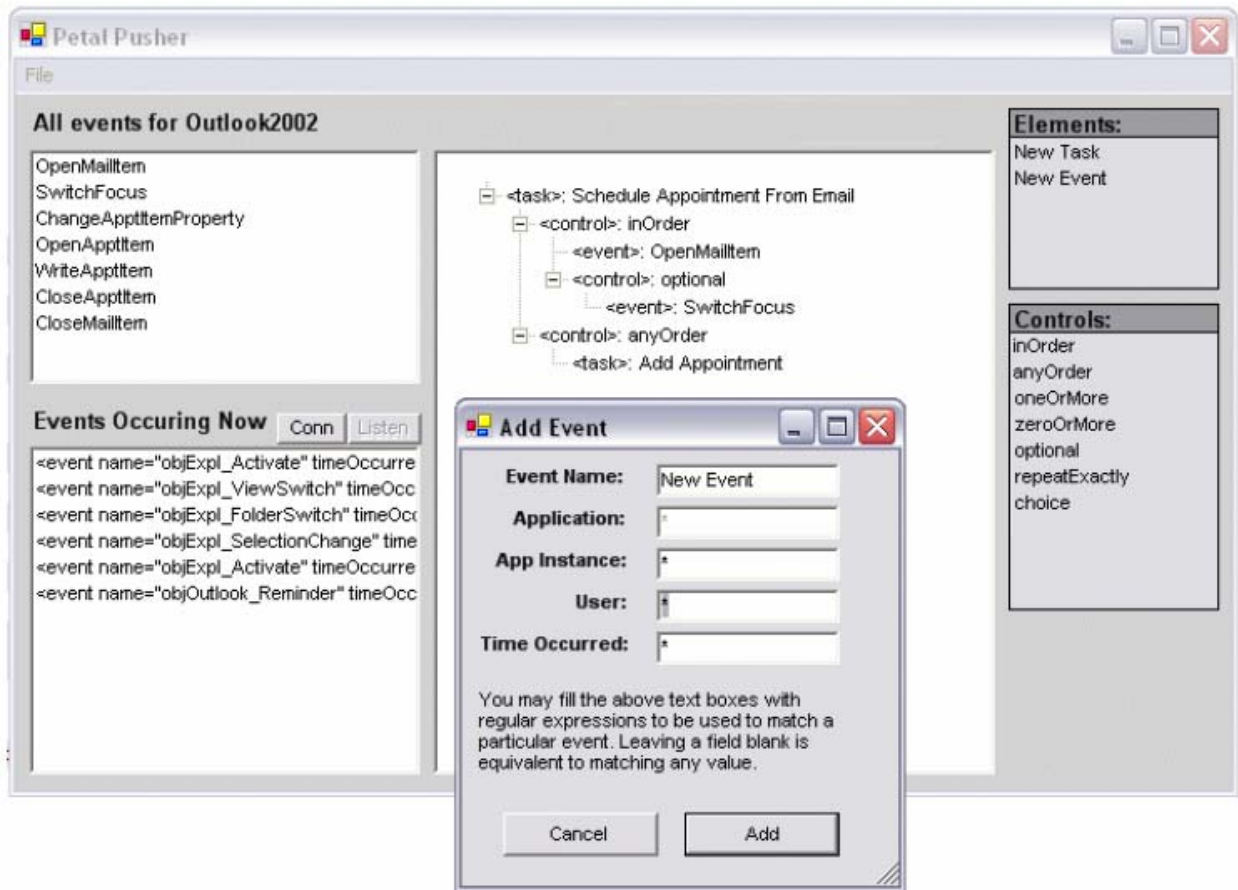 Petal Pusher
File
All events for Outlook2002
OpenMailItem
SwitchFocus
ChangeApptItemProperty
OpenApptItem
WriteApptItem
CloseApptItem
CloseMailItem
Events Occuring Now
Conn
Listen
<event name="objExpl_Activate" timeOccurre
<event name="objExpl_ViewSwitch" timeOcc
<event name="objExpl_FolderSwitch" timeOcc
<event name="objExpl_SelectionChange" time
<event name="objExpl_Activate" timeOccurre
<event name="objOutlook_Reminder" timeOcc
<task>: Schedule Appointment From Email
<control>: inOrder
<event>: OpenMailItem
<control>: optional
<event>: SwitchFocus
<control>: anyOrder
<task>: Add Appointment
Elements:
New Task
New Event
Controls:
inOrder
anyOrder
oneOrMore
zeroOrMore
optional
repeatExactly
choice
Add Event
Event Name: New Event
Application: *
App Instance: *
User: *
Time Occurred: *
You may fill the above text boxes with
regular expressions to be used to match a
particular event. Leaving a field blank is
equivalent to matching any value.
Cancel
Add